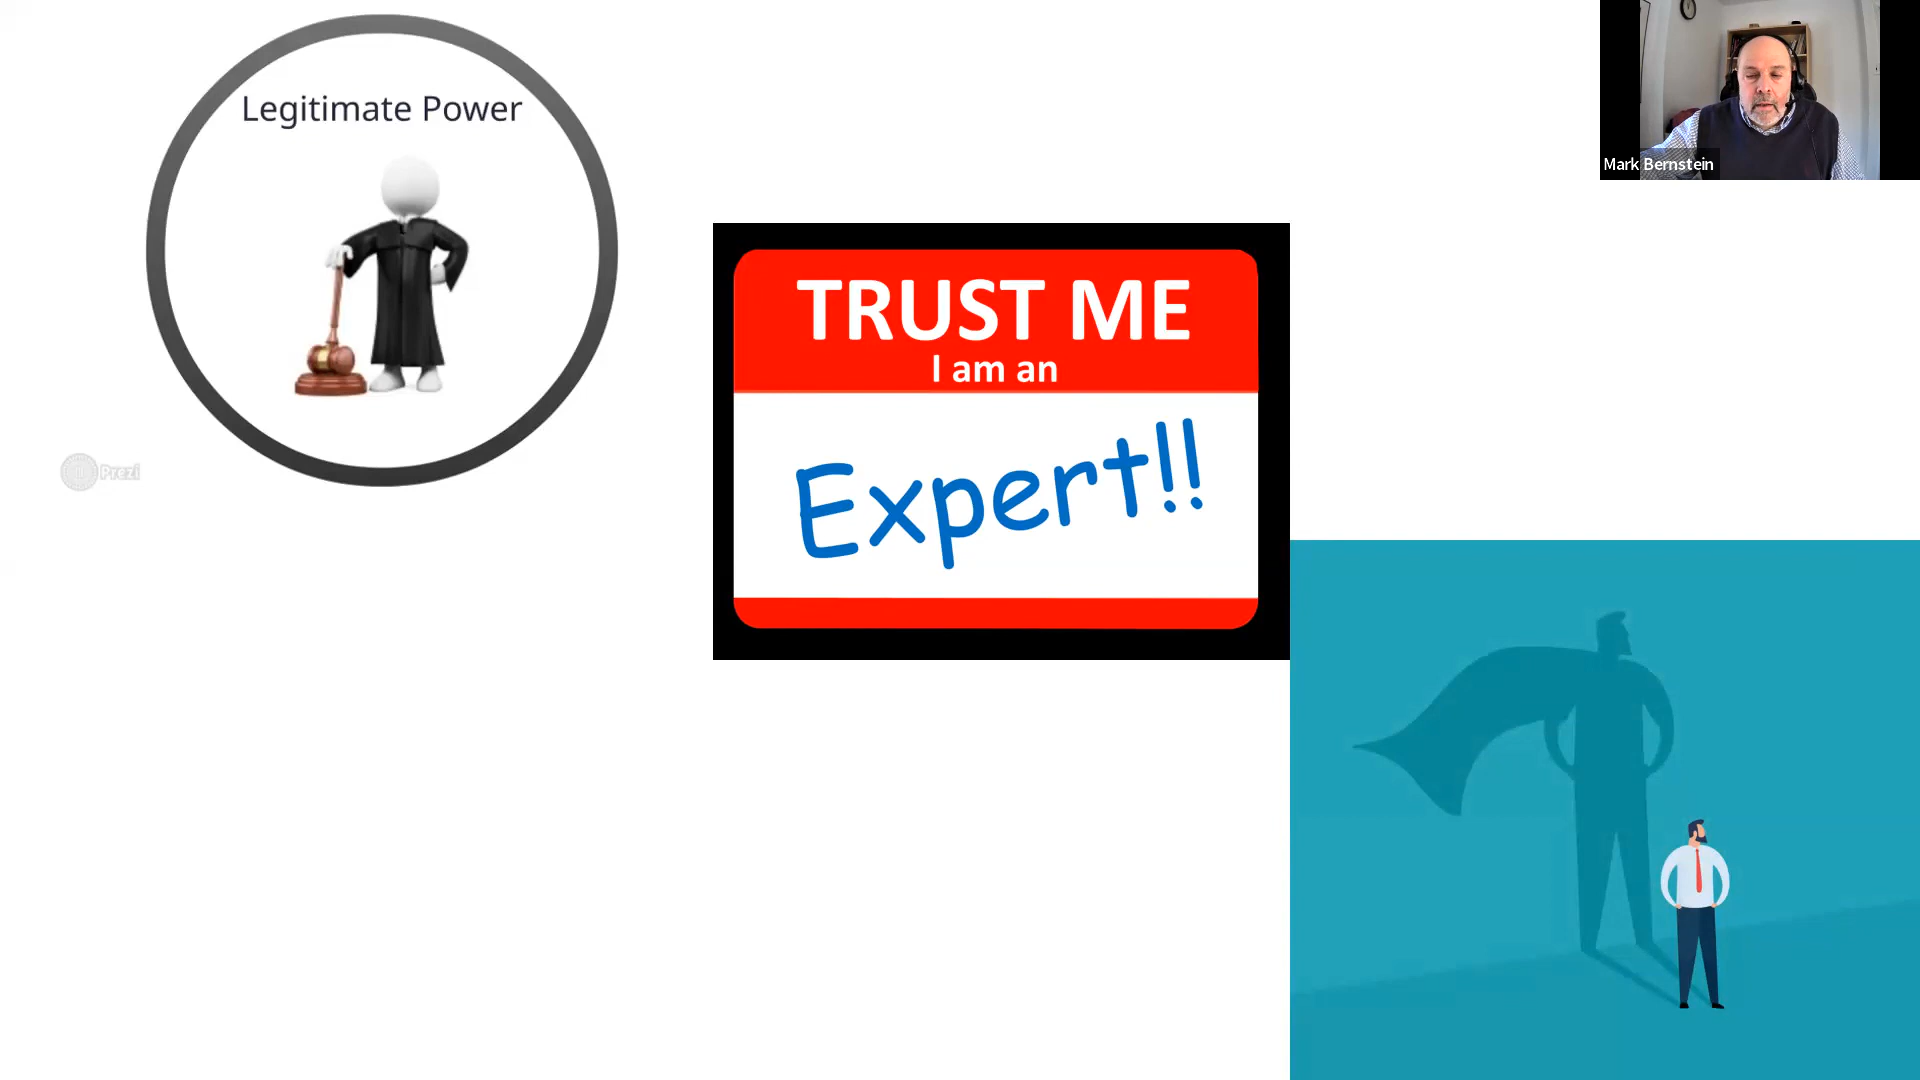 Legitimate Power
Mark Bernstein
TRUST ME
I am an
Expert!!
Prezi